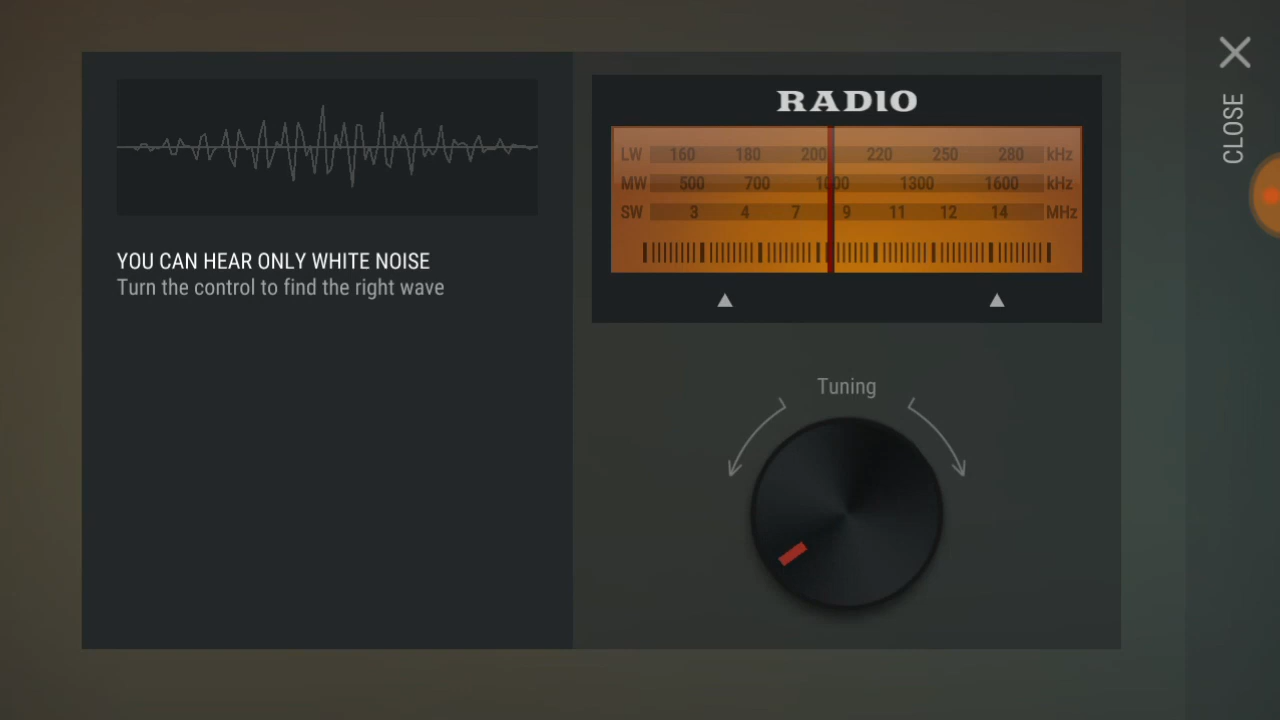 RADIO
LW 160 180 200 220 250 280 kHz
MW 500 700 1000 1300 1600 kHz
SW 3 4 7 9 11 12 14 MHz
YOU CAN HEAR ONLY WHITE NOISE
Turn the control to find the right wave
Tuning
CLOSE